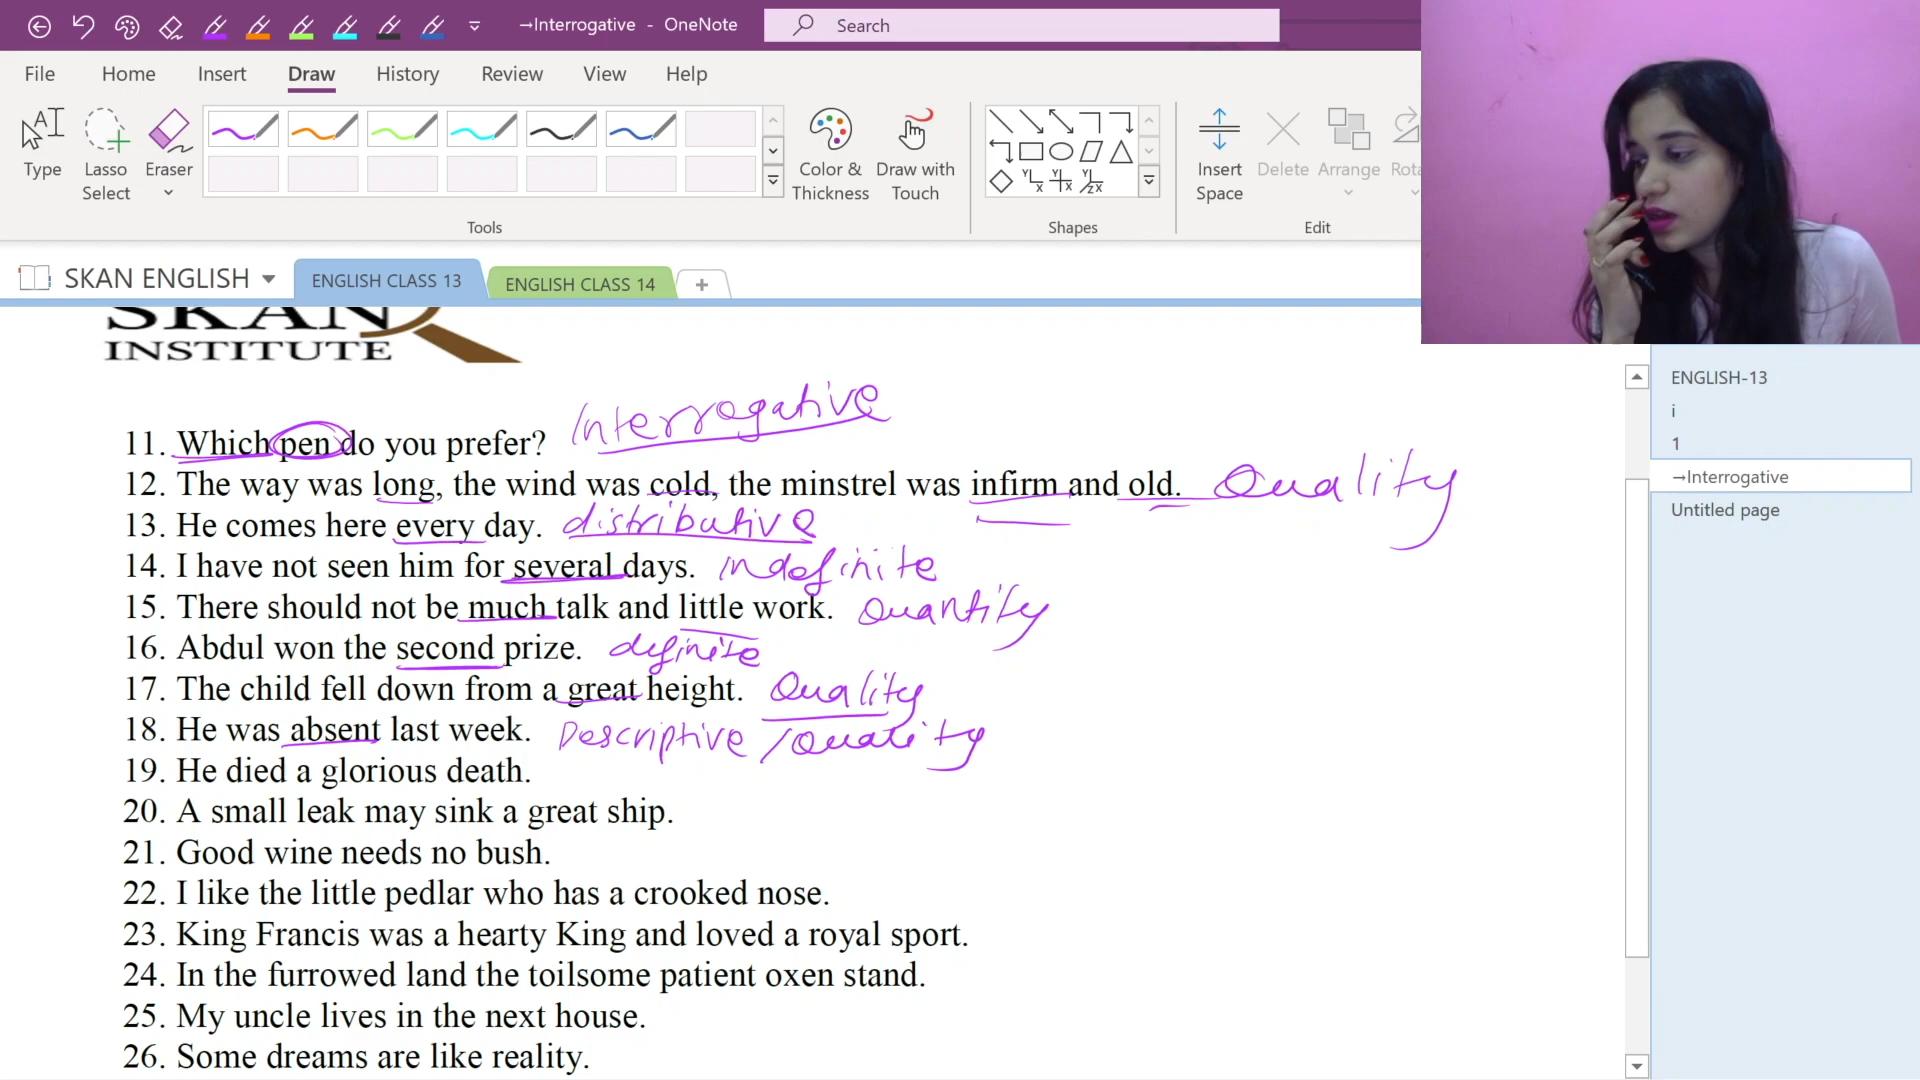 →Interrogative - OneNote
Search
File Home Insert Draw History Review View Help
Type
Lasso Select
Eraser
Color & Thickness
Draw with Touch
Insert Space
Delete
Arrange
Rota
Tools
Shapes
Edit
SKAN ENGLISH
ENGLISH CLASS 13
ENGLISH CLASS 14
SKAN
INSTITUTE
ENGLISH-13
i
1
→Interrogative
Untitled page
11. Which pen do you prefer? Interrogative
12. The way was long, the wind was cold, the minstrel was infirm and old. Quality
13. He comes here every day. distributive
14. I have not seen him for several days. indefinite
15. There should not be much talk and little work. Quantity
16. Abdul won the second prize. definite
17. The child fell down from a great height. Quality
18. He was absent last week. Descriptive / Quality
19. He died a glorious death.
20. A small leak may sink a great ship.
21. Good wine needs no bush.
22. I like the little pedlar who has a crooked nose.
23. King Francis was a hearty King and loved a royal sport.
24. In the furrowed land the toilsome patient oxen stand.
25. My uncle lives in the next house.
26. Some dreams are like reality.